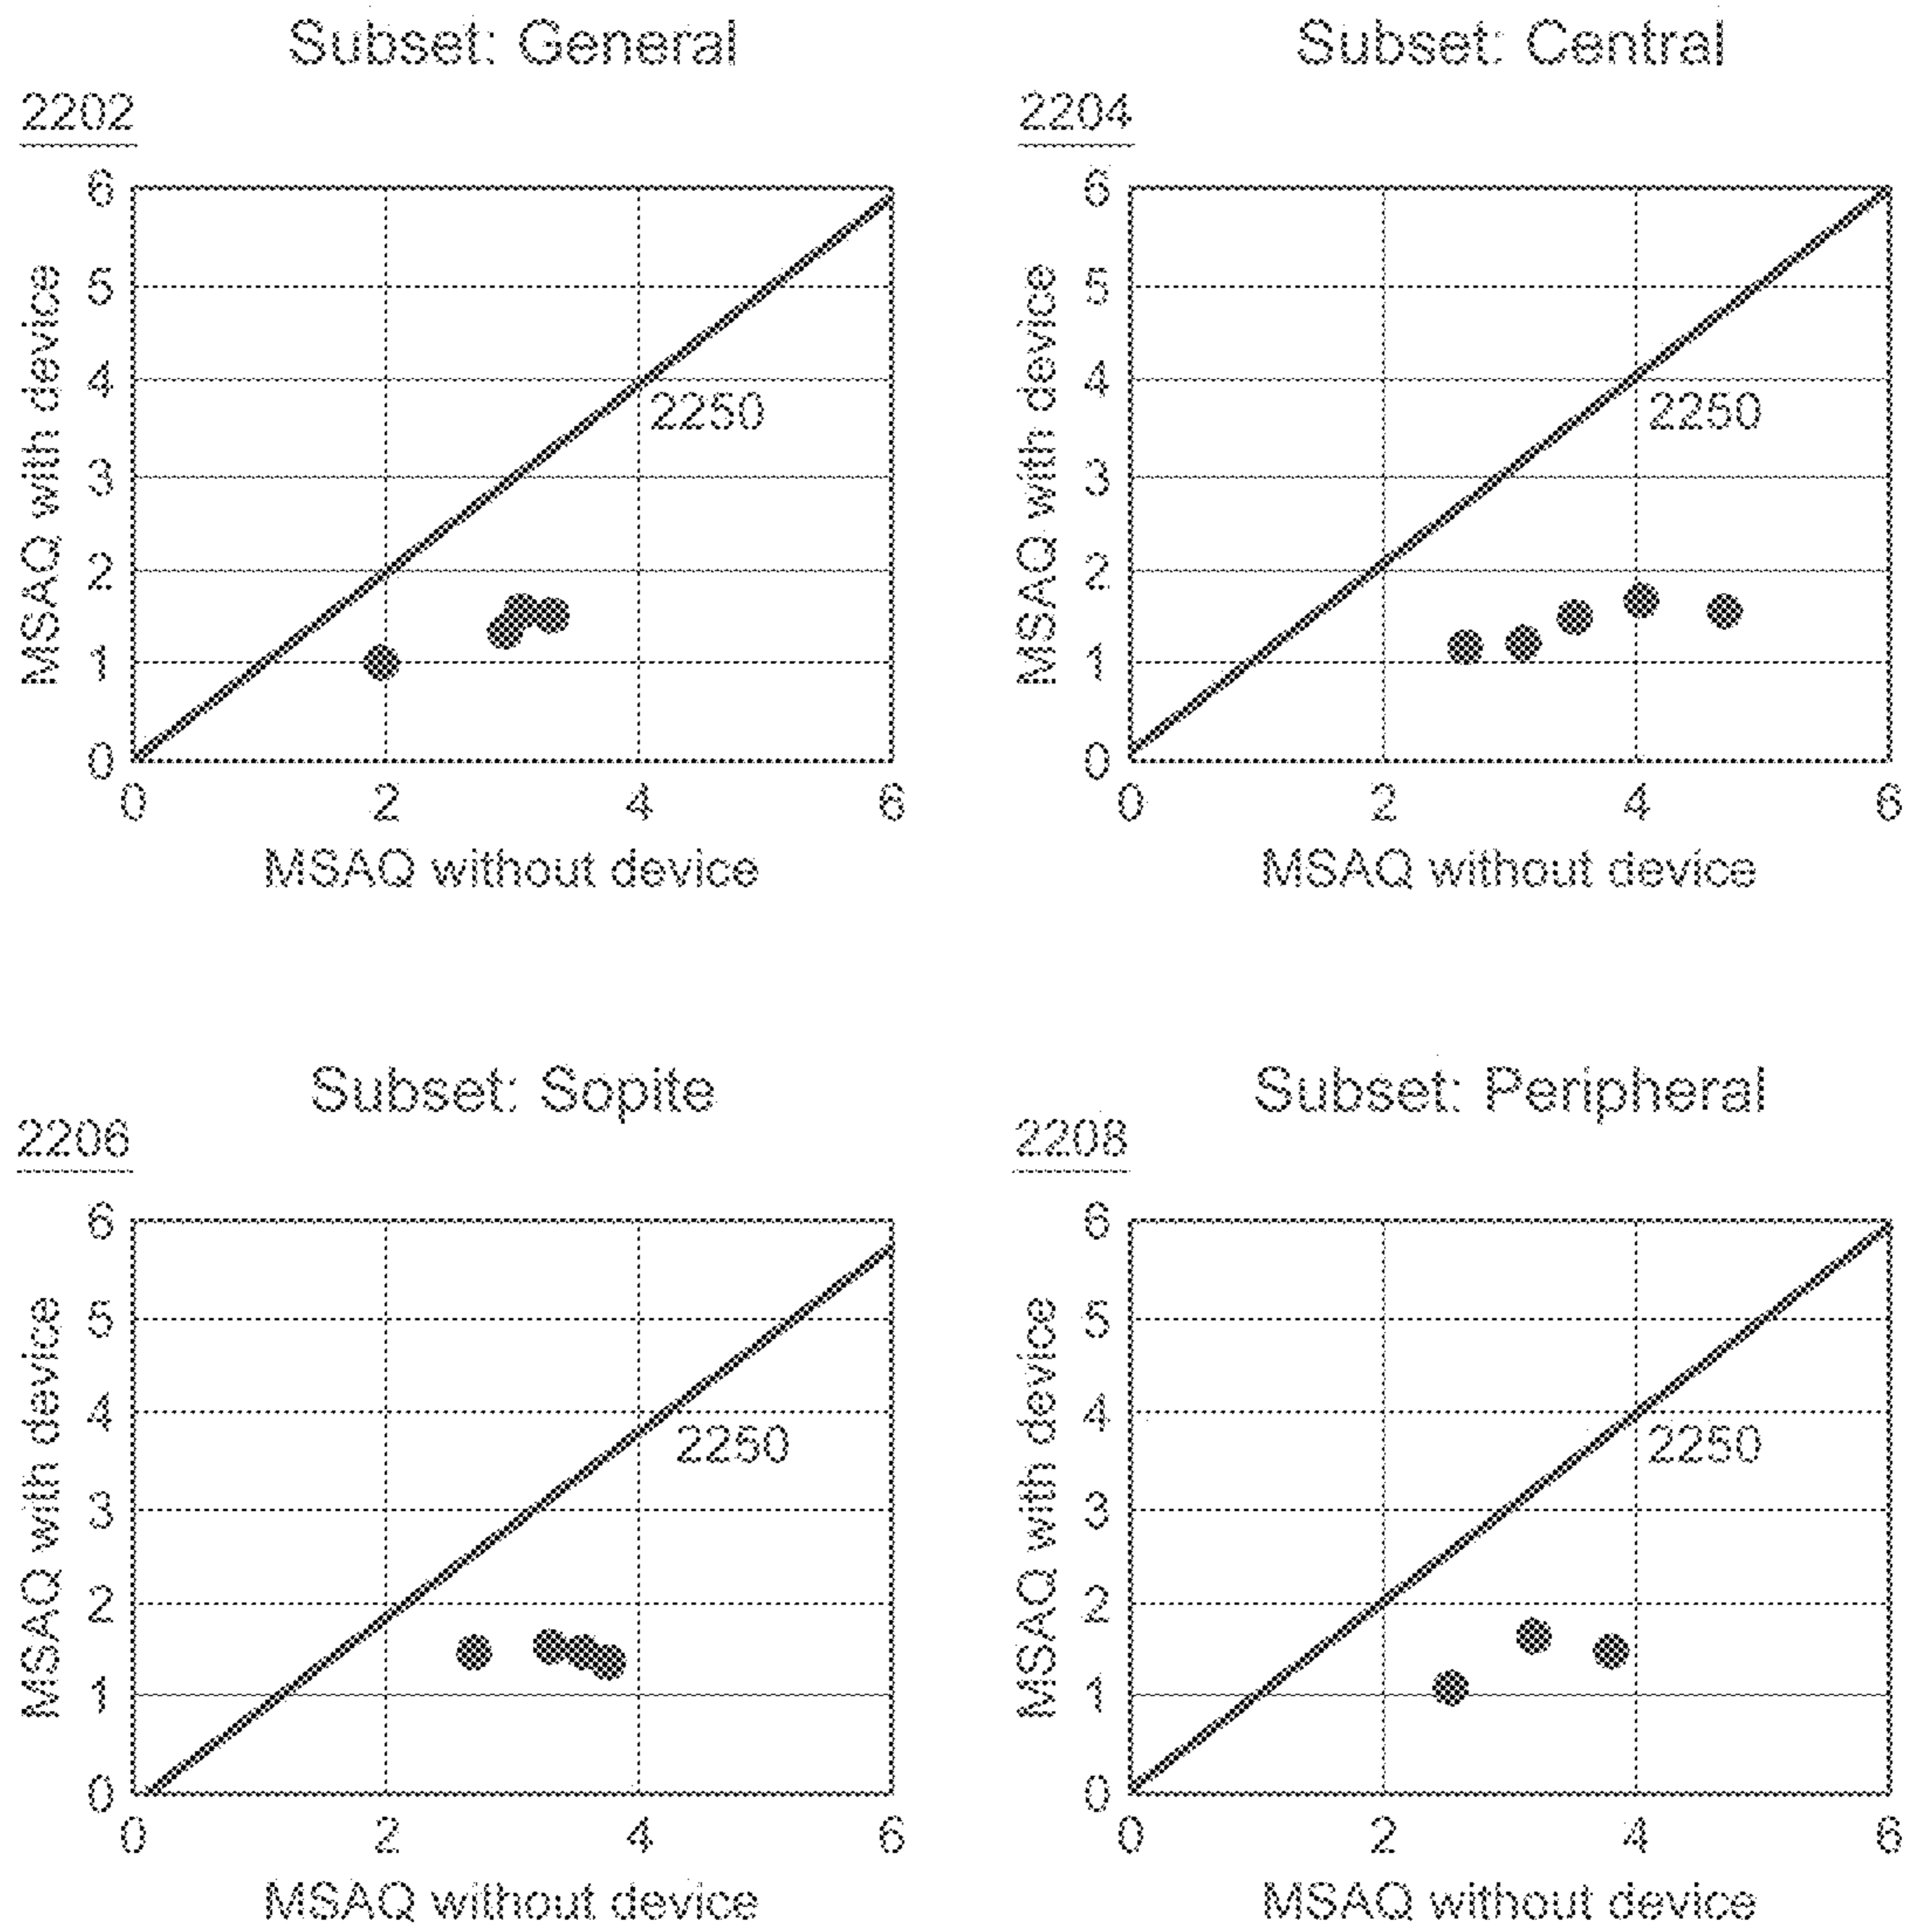 Subset: General
2202
6
5
4
3
2
1
0
MSAQ with device
2250
0 2 4 6
MSAQ without device
Subset: Central
2204
6
5
4
3
2
1
0
MSAQ with device
2250
0 2 4 6
MSAQ without device
Subset: Sopite
2206
6
5
4
3
2
1
0
MSAQ with device
2250
0 2 4 6
MSAQ without device
Subset: Peripheral
2208
6
5
4
3
2
1
0
MSAQ with device
2250
0 2 4 6
MSAQ without device